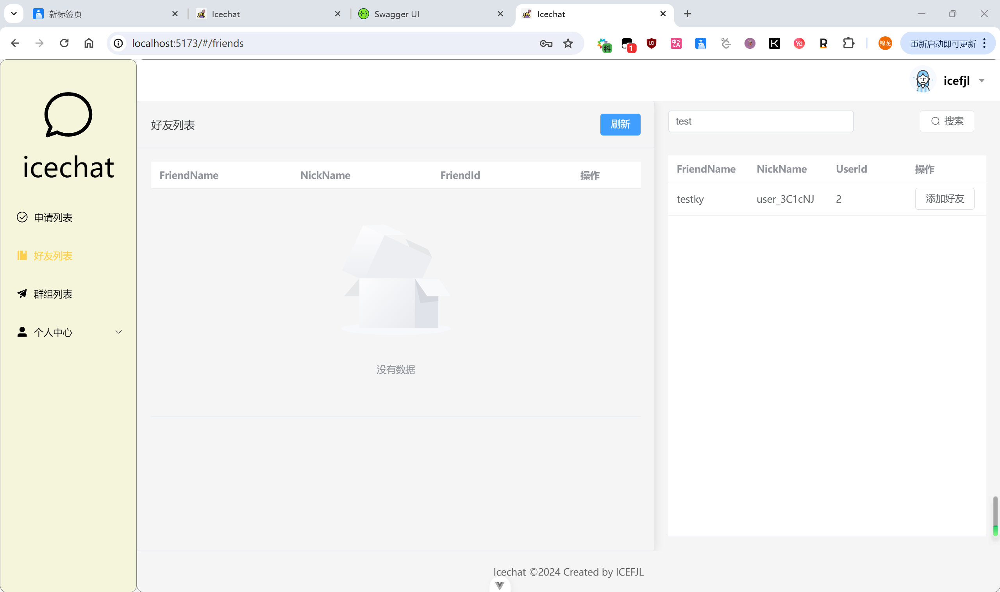 新标签页
Icechat
Swagger UI
Icechat
localhost:5173/#/friends
科
1
中A
K
yd
R
锦龙
重新启动即可更新
icechat
申请列表
好友列表
群组列表
个人中心
icefjl
好友列表
刷新
FriendName NickName FriendId 操作
没有数据
test
搜索
FriendName NickName UserId 操作
testky user_3C1cNJ 2 添加好友
Icechat ©2024 Created by ICEFJL